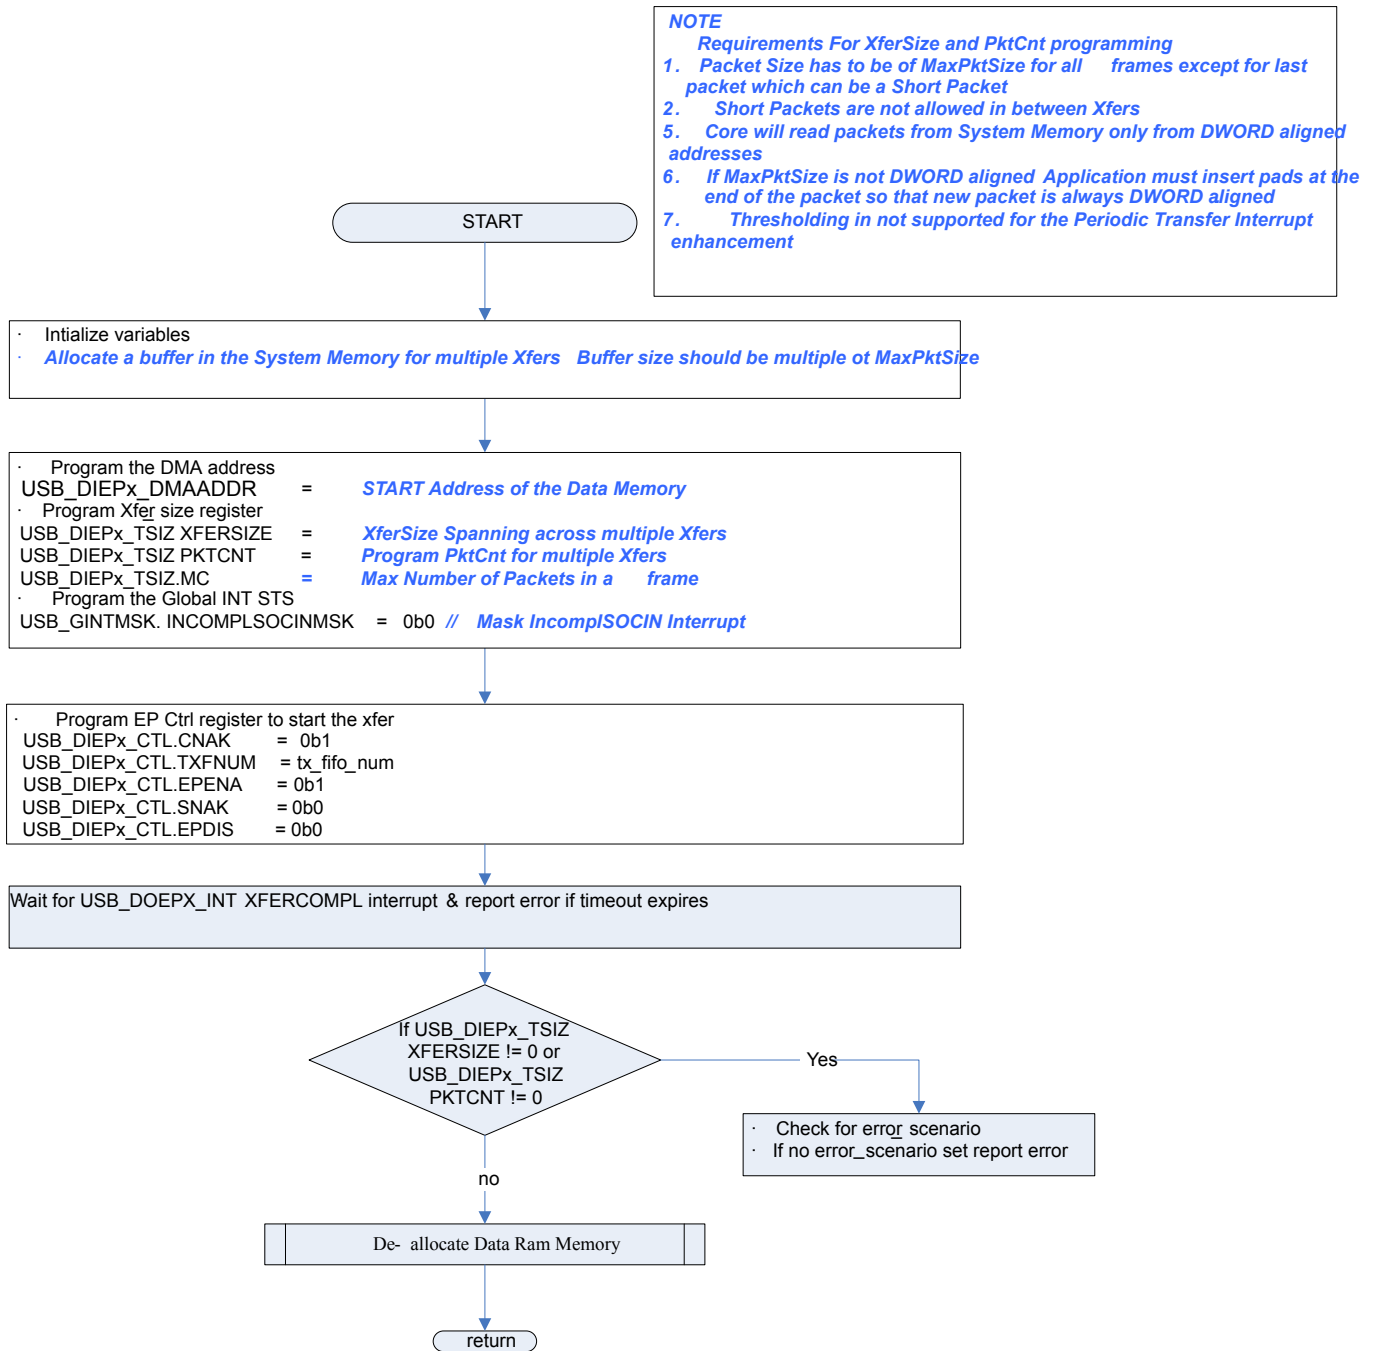 NOTE
Requirements For XferSize and PktCnt programming
1. Packet Size has to be of MaxPktSize for all frames except for last
packet which can be a Short Packet
2. Short Packets are not allowed in between Xfers
5. Core will read packets from System Memory only from DWORD aligned
addresses
6. If MaxPktSize is not DWORD aligned Application must insert pads at the
end of the packet so that new packet is always DWORD aligned
7. Thresholding in not supported for the Periodic Transfer Interrupt
enhancement
START
· Intialize variables
· Allocate a buffer in the System Memory for multiple Xfers Buffer size should be multiple ot MaxPktSize
· Program the DMA address
USB_DIEPx_DMAADDR = START Address of the Data Memory
· Program Xfer size register
USB_DIEPx_TSIZ XFERSIZE = XferSize Spanning across multiple Xfers
USB_DIEPx_TSIZ PKTCNT = Program PktCnt for multiple Xfers
USB_DIEPx_TSIZ.MC = Max Number of Packets in a frame
· Program the Global INT STS
USB_GINTMSK. INCOMPLSOCINMSK = 0b0 // Mask IncompISOCIN Interrupt
· Program EP Ctrl register to start the xfer
USB_DIEPx_CTL.CNAK = 0b1
USB_DIEPx_CTL.TXFNUM = tx_fifo_num
USB_DIEPx_CTL.EPENA = 0b1
USB_DIEPx_CTL.SNAK = 0b0
USB_DIEPx_CTL.EPDIS = 0b0
Wait for USB_DOEPX_INT XFERCOMPL interrupt & report error if timeout expires
If USB_DIEPx_TSIZ
XFERSIZE != 0 or
USB_DIEPx_TSIZ
PKTCNT != 0
Yes
· Check for error_scenario
· If no error_scenario set report error
no
De- allocate Data Ram Memory
return